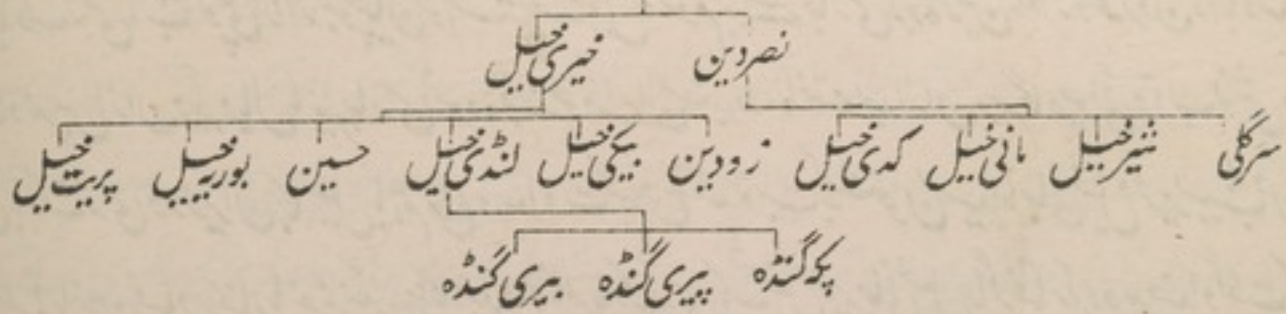 نصردین خیری خیل
سرگلی شیرخیل مانی خیل کدی خیل زودین بیکی خیل لنڈی خیل حسین بوریہ خیل پریت خیل
پکہ گنڈہ پیری گنڈہ بیری گنڈہ